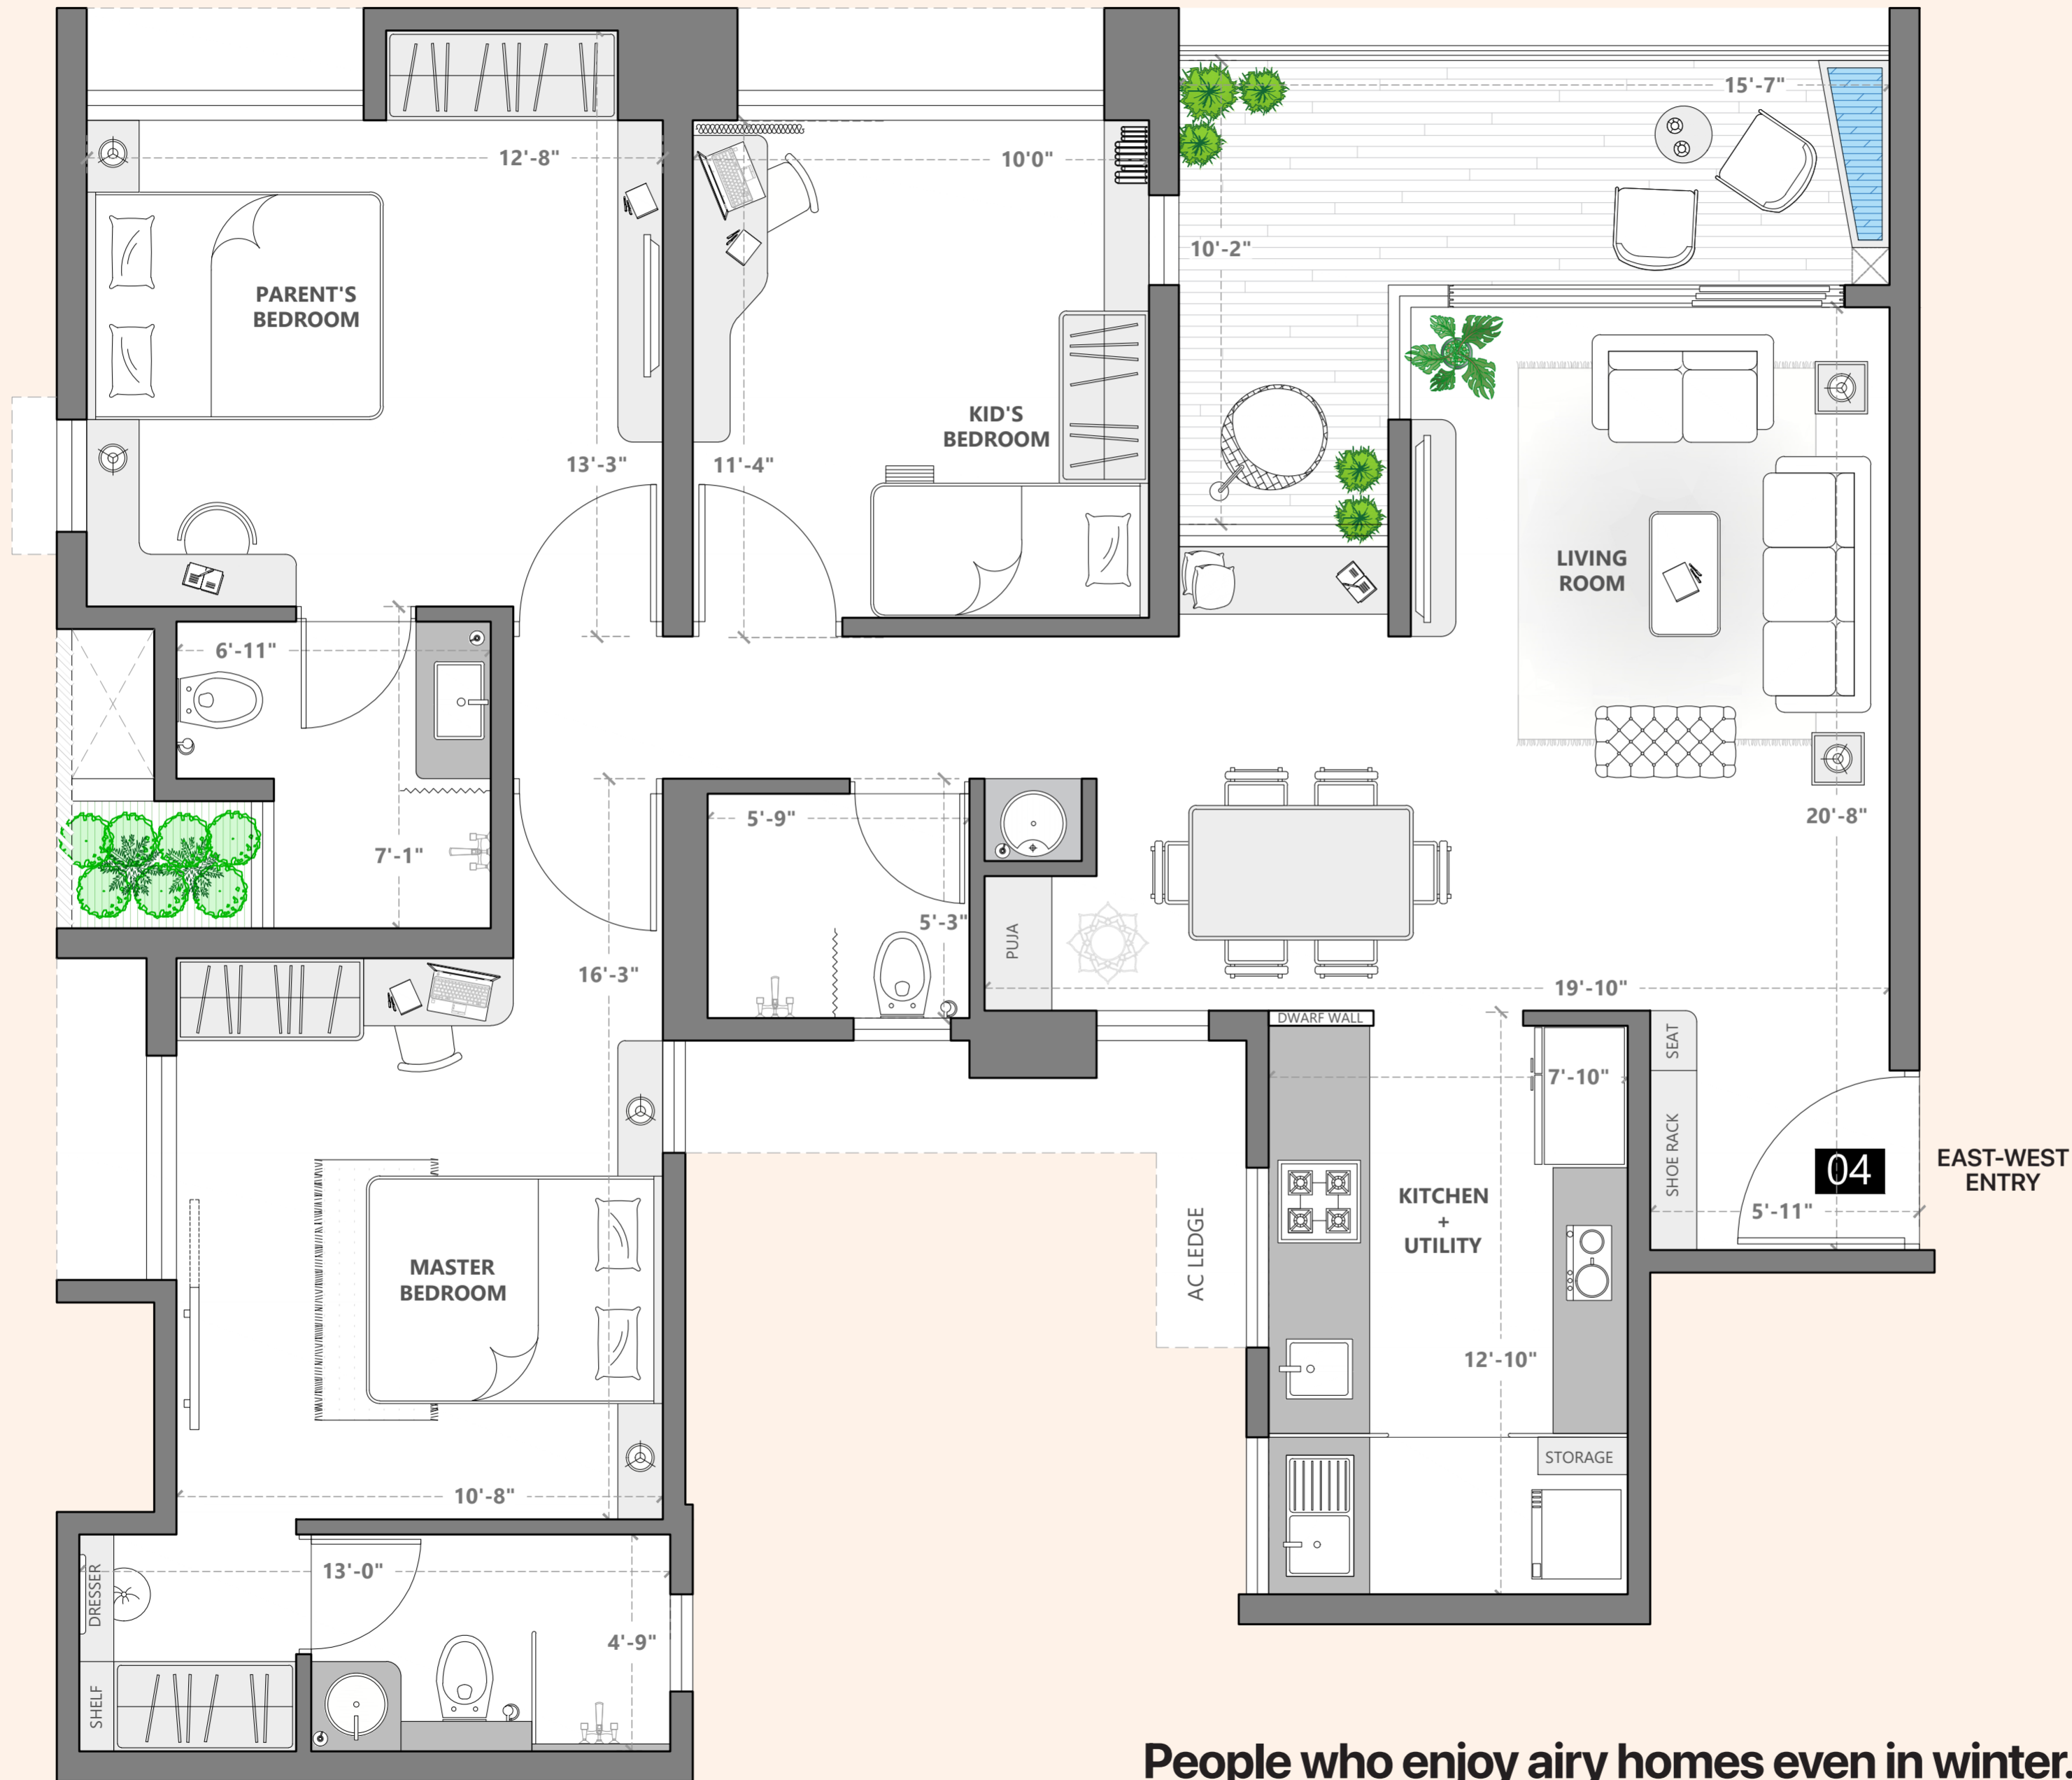 15'-7"
12'-8"
10'0"
10'-2"
PARENT'S
BEDROOM
KID'S
BEDROOM
13'-3"
11'-4"
LIVING
ROOM
6'-11"
5'-9"
20'-8"
7'-1"
5'-3"
PUJA
16'-3"
19'-10"
DWARF WALL
SEAT
7'-10"
SHOE RACK
04
EAST-WEST
ENTRY
5'-11"
KITCHEN
+
UTILITY
AC LEDGE
MASTER
BEDROOM
12'-10"
STORAGE
10'-8"
13'-0"
DRESSER
4'-9"
SHELF
People who enjoy airy homes even in winter